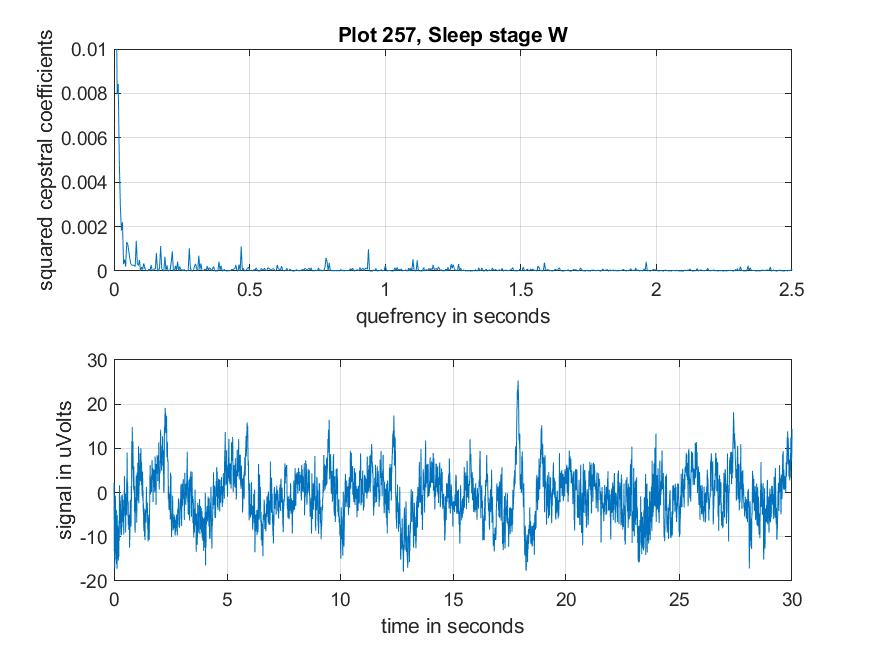 Plot 257, Sleep stage W
squared cepstral coefficients
0.01
0.008
0.006
0.004
0.002
0
0 0.5 1 1.5 2 2.5
quefrency in seconds
signal in uVolts
30
20
10
0
-10
-20
0 5 10 15 20 25 30
time in seconds